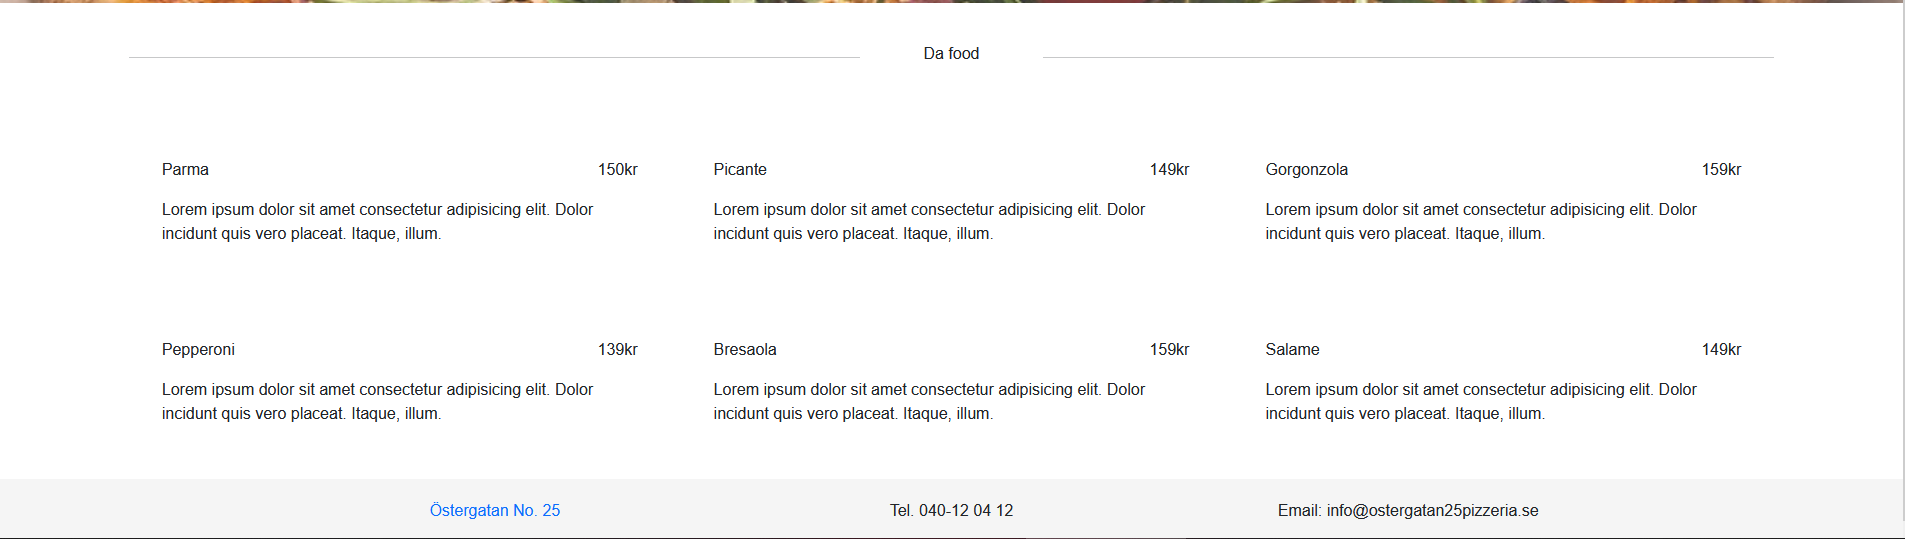 Da food
Parma 150kr
Lorem ipsum dolor sit amet consectetur adipisicing elit. Dolor
incidunt quis vero placeat. Itaque, illum.
Picante 149kr
Lorem ipsum dolor sit amet consectetur adipisicing elit. Dolor
incidunt quis vero placeat. Itaque, illum.
Gorgonzola 159kr
Lorem ipsum dolor sit amet consectetur adipisicing elit. Dolor
incidunt quis vero placeat. Itaque, illum.
Pepperoni 139kr
Lorem ipsum dolor sit amet consectetur adipisicing elit. Dolor
incidunt quis vero placeat. Itaque, illum.
Bresaola 159kr
Lorem ipsum dolor sit amet consectetur adipisicing elit. Dolor
incidunt quis vero placeat. Itaque, illum.
Salame 149kr
Lorem ipsum dolor sit amet consectetur adipisicing elit. Dolor
incidunt quis vero placeat. Itaque, illum.
Östergatan No. 25 Tel. 040-12 04 12 Email: info@ostergatan25pizzeria.se